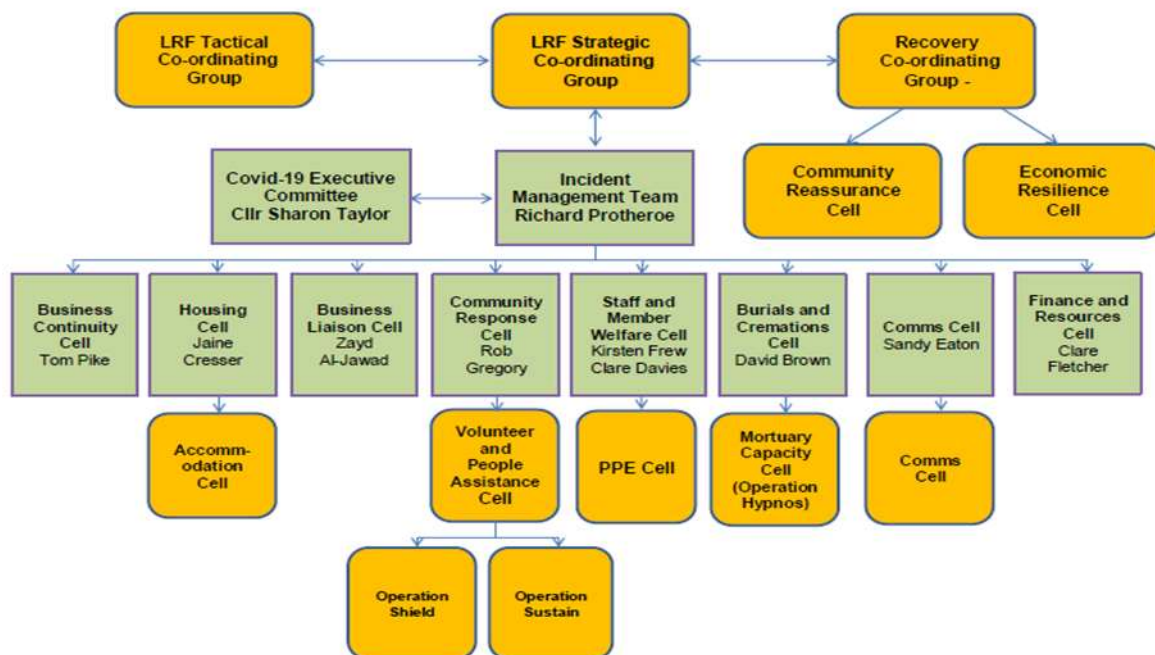 LRF Tactical
Co-ordinating
Group
LRF Strategic
Co-ordinating
Group
Recovery
Co-ordinating
Group -
Covid-19 Executive
Committee
Cllr Sharon Taylor
Incident
Management Team
Richard Protheroe
Community
Reassurance
Cell
Economic
Resilience
Cell
Business
Continuity
Cell
Tom Pike
Housing
Cell
Jaine
Cresser
Business
Liaison Cell
Zayd
Al-Jawad
Community
Response
Cell
Rob
Gregory
Staff and
Member
Welfare Cell
Kirsten Frew
Clare Davies
Burials and
Cremations
Cell
David Brown
Comms Cell
Sandy Eaton
Finance and
Resources
Cell
Clare
Fletcher
Accomm-
odation
Cell
Volunteer
and
People
Assistance
Cell
PPE Cell
Mortuary
Capacity
Cell
(Operation
Hypnos)
Comms
Cell
Operation
Shield
Operation
Sustain